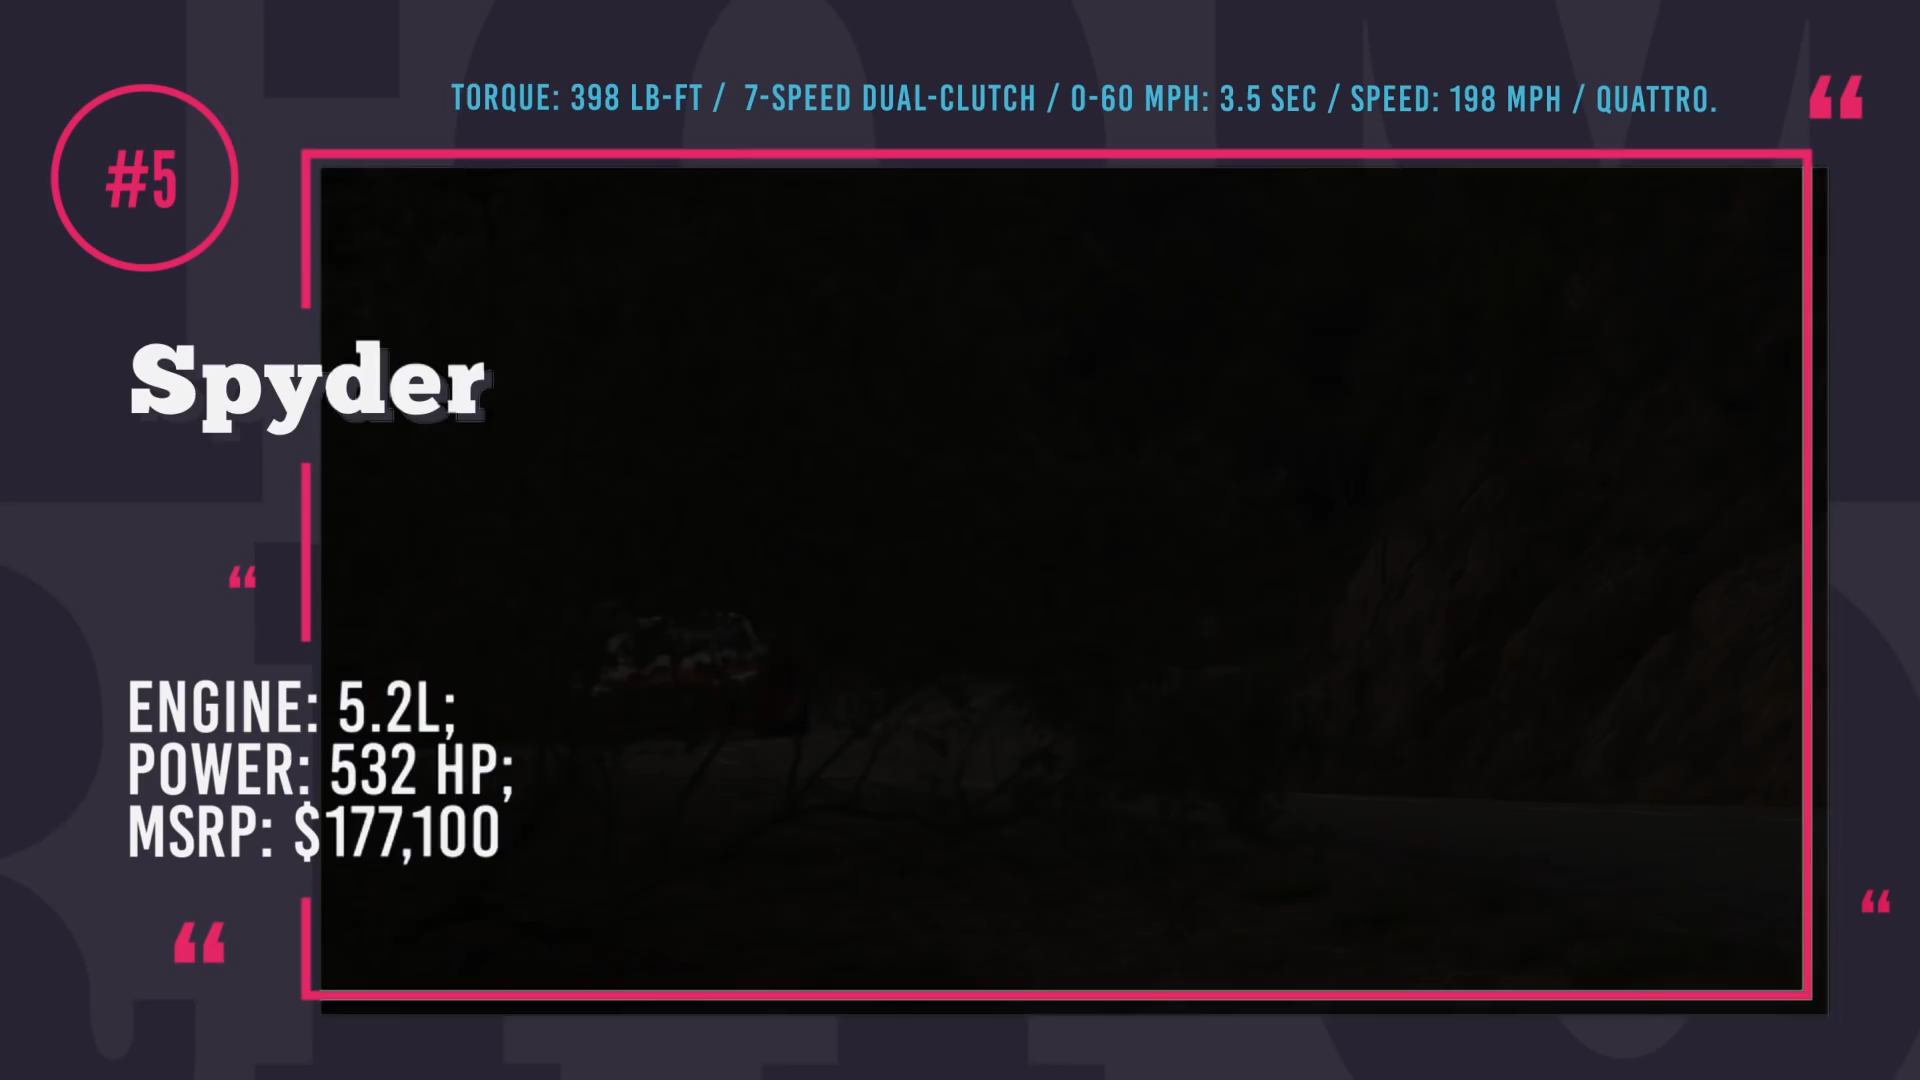 TORQUE: 398 LB-FT / 7-SPEED DUAL-CLUTCH / 0-60 MPH: 3.5 SEC / SPEED: 198 MPH / QUATTRO.
#5
Spyder
ENGINE: 5.2L;
POWER: 532 HP;
MSRP: $177,100